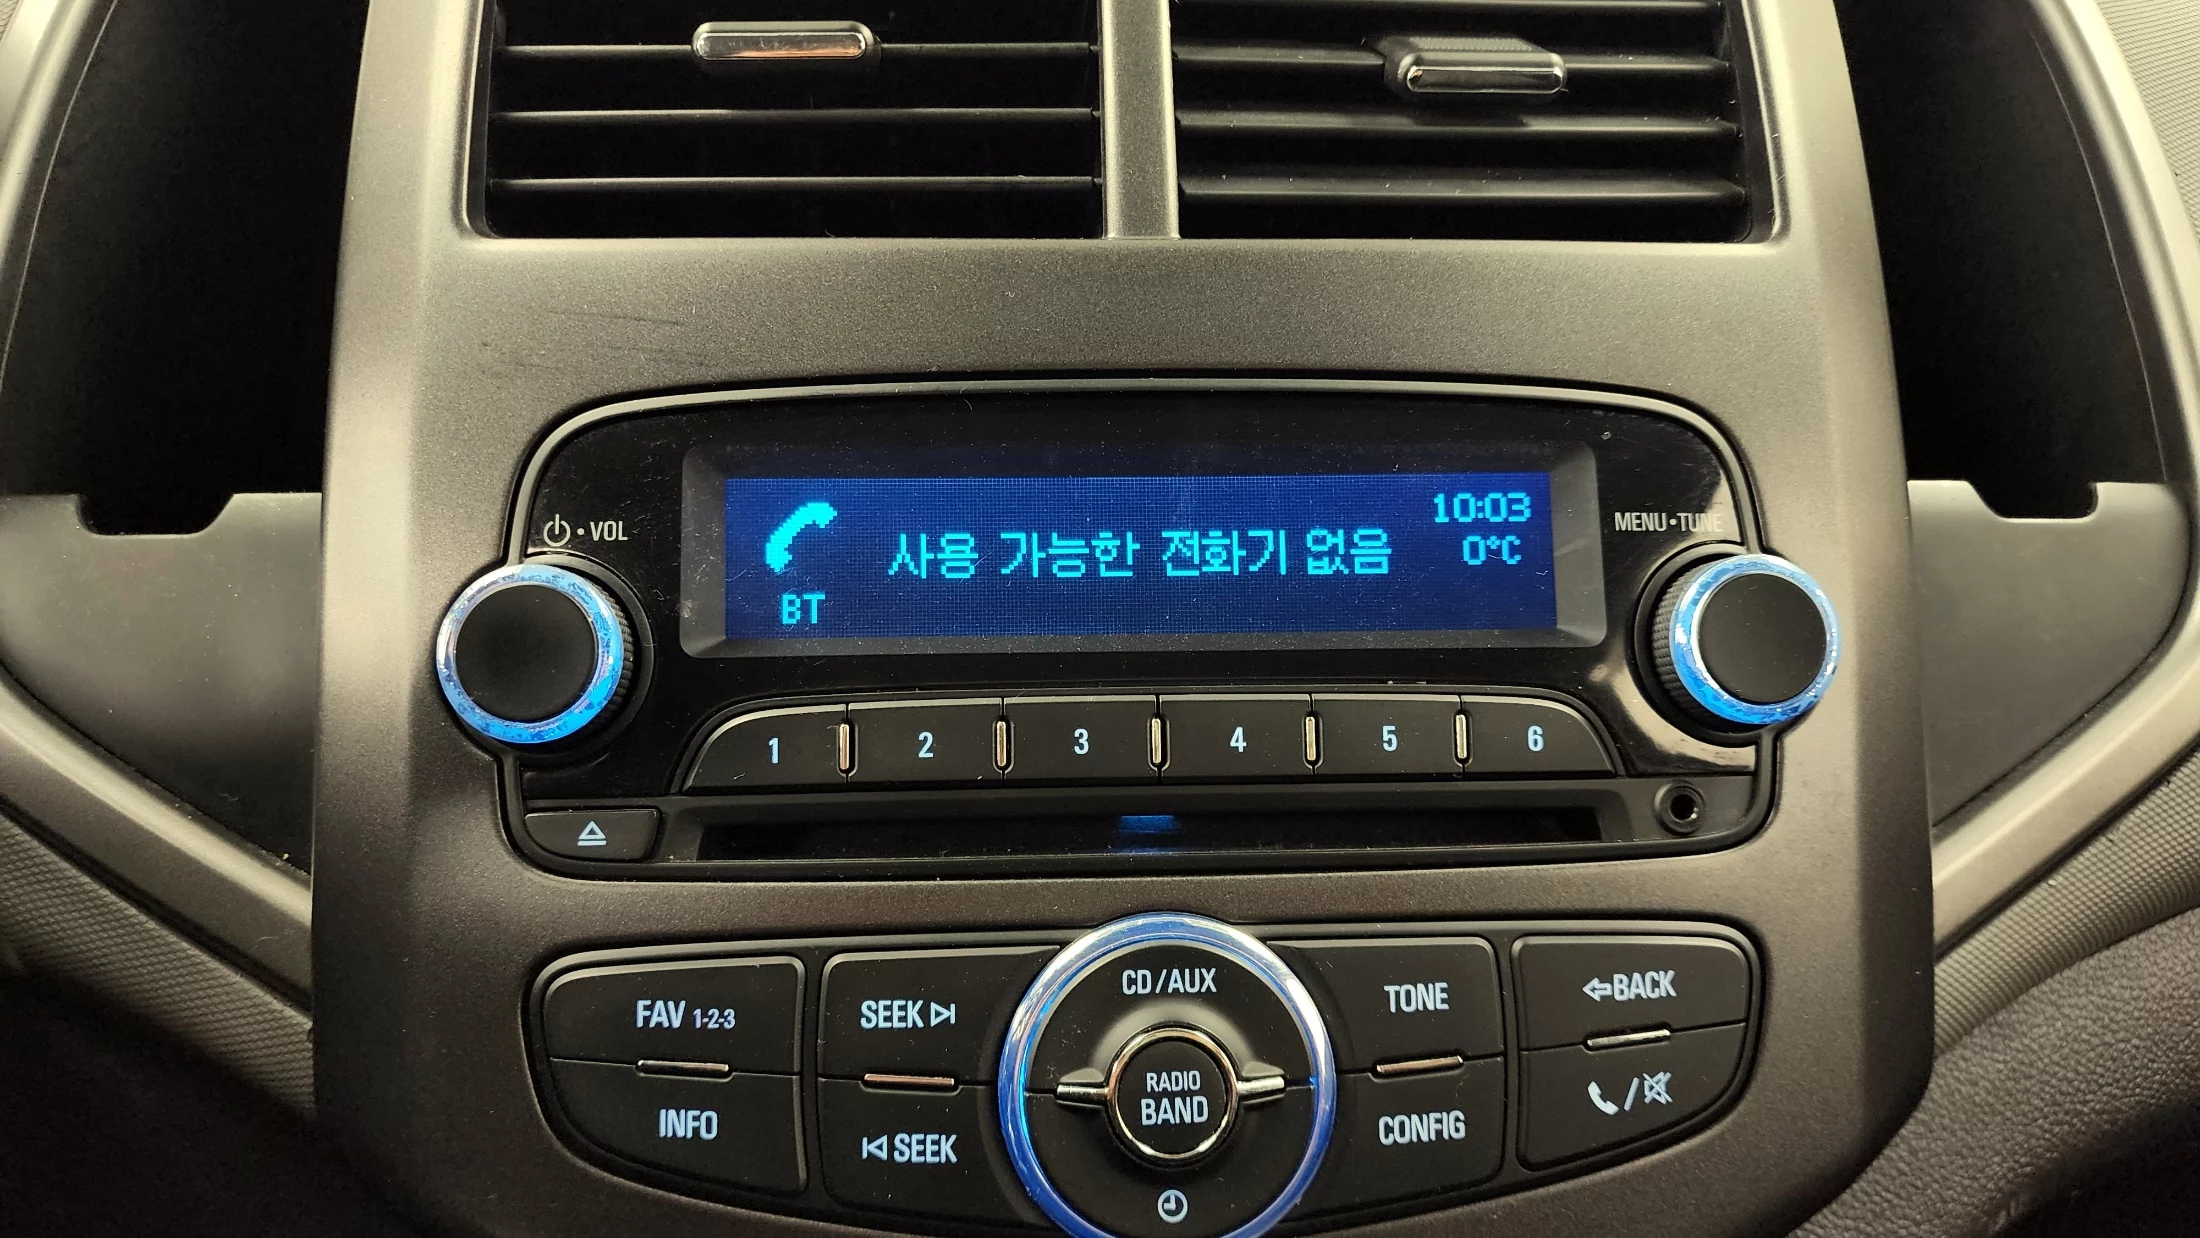 VOL
사용 가능한 전화기 없음
10:03
0°C
BT
MENU•TUNE
1 2 3 4 5 6
CD/AUX
FAV 1-2-3
SEEK
RADIO
BAND
TONE
BACK
INFO
SEEK
CONFIG
/